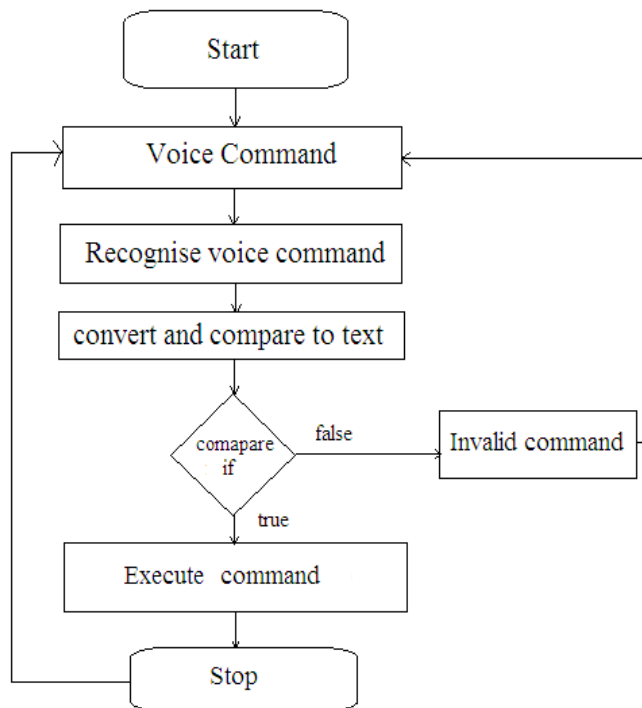 Start
Voice Command
Recognise voice command
convert and compare to text
comapare
if
false
Invalid command
true
Execute command
Stop